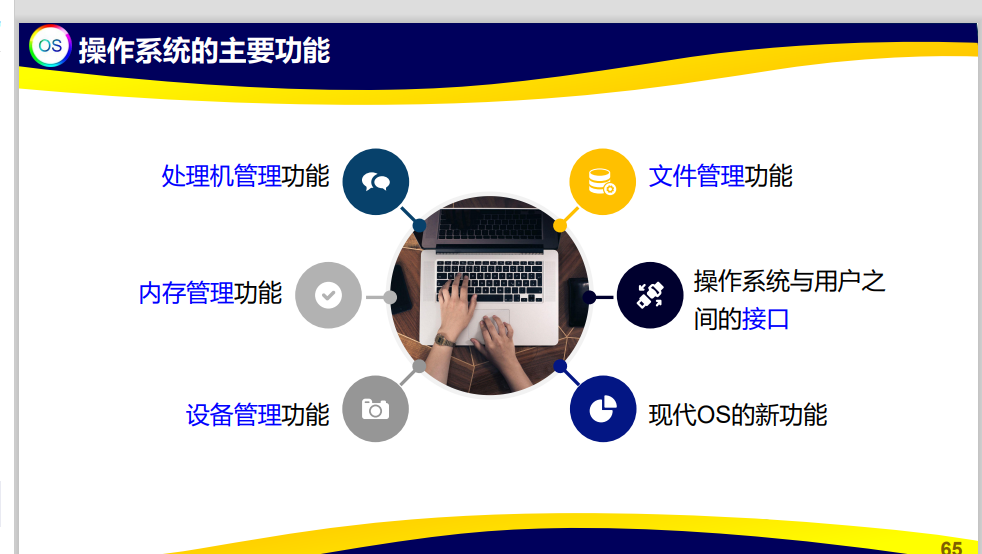 OS
操作系统的主要功能
处理机管理功能
文件管理功能
内存管理功能
操作系统与用户之
间的接口
设备管理功能
现代OS的新功能
65